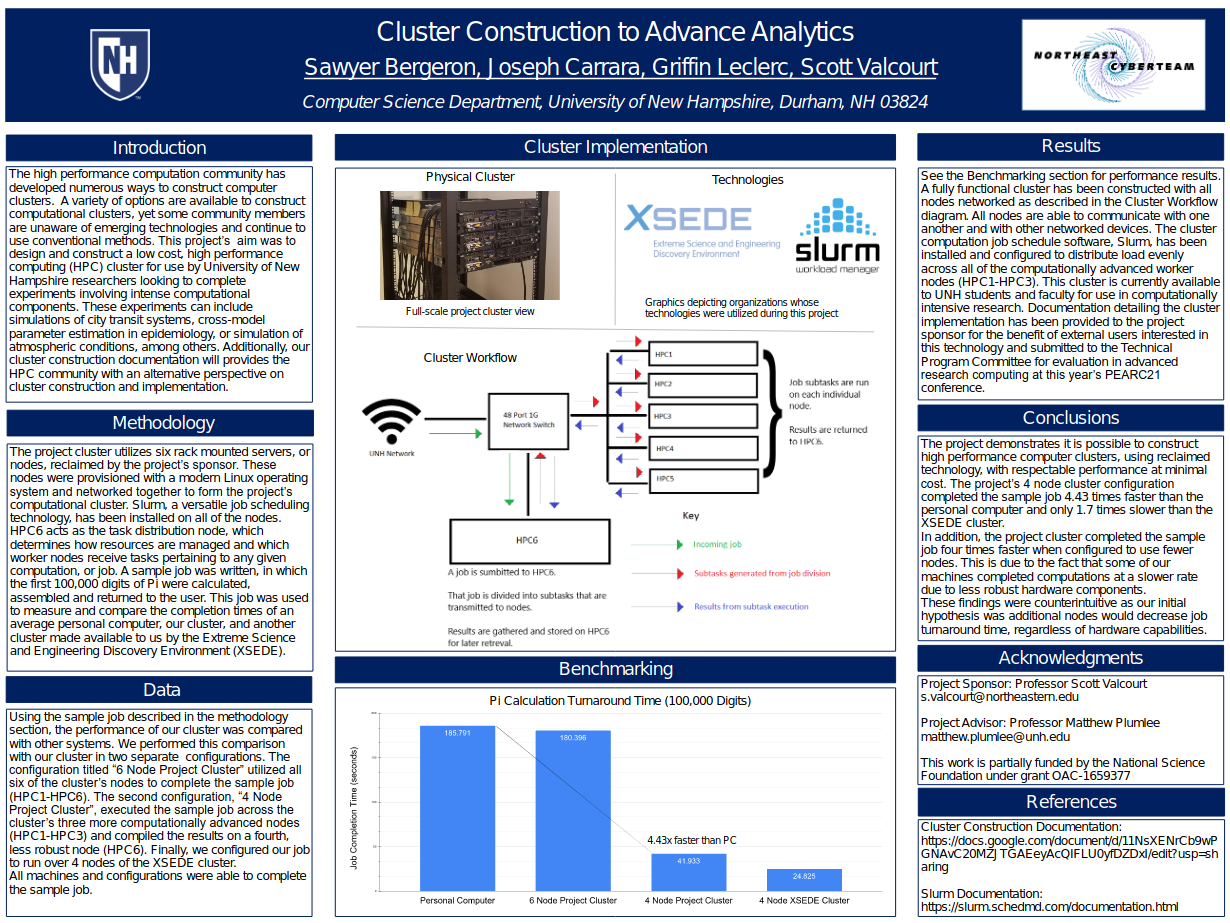 Cluster Construction to Advance Analytics
Sawyer Bergeron, Joseph Carrara, Griffin Leclerc, Scott Valcourt
Computer Science Department, University of New Hampshire, Durham, NH 03824
NH
NORTHEAST
CYBERTEAM
Introduction
The high performance computation community has
developed numerous ways to construct computer
clusters.  A variety of options are available to construct
computational clusters, yet some community members
are unaware of emerging technologies and continue to
use conventional methods. This project's  aim was to
design and construct a low cost, high performance
computing (HPC) cluster for use by University of New
Hampshire researchers looking to complete
experiments involving intense computational
components. These experiments can include
simulations of city transit systems, cross-model
parameter estimation in epidemiology, or simulation of
atmospheric conditions, among others. Additionally, our
cluster construction documentation will provides the
HPC community with an alternative perspective on
cluster construction and implementation.
Methodology
The project cluster utilizes six rack mounted servers, or
nodes, reclaimed by the project's sponsor. These
nodes were provisioned with a modern Linux operating
system and networked together to form the project's
computational cluster. Slurm, a versatile job scheduling
technology, has been installed on all of the nodes.
HPC6 acts as the task distribution node, which
determines how resources are managed and which
worker nodes receive tasks pertaining to any given
computation, or job. A sample job was written, in which
the first 100,000 digits of Pi were calculated,
assembled and returned to the user. This job was used
to measure and compare the completion times of an
average personal computer, our cluster, and another
cluster made available to us by the Extreme Science
and Engineering Discovery Environment (XSEDE).
Data
Using the sample job described in the methodology
section, the performance of our cluster was compared
with other systems. We performed this comparison
with our cluster in two separate  configurations. The
configuration titled “6 Node Project Cluster” utilized all
six of the cluster's nodes to complete the sample job
(HPC1-HPC6). The second configuration, “4 Node
Project Cluster”, executed the sample job across the
cluster's three more computationally advanced nodes
(HPC1-HPC3) and compiled the results on a fourth,
less robust node (HPC6). Finally, we configured our job
to run over 4 nodes of the XSEDE cluster.
All machines and configurations were able to complete
the sample job.
Cluster Implementation
Physical Cluster
Full-scale project cluster view
Technologies
XSEDE
Extreme Science and Engineering
Discovery Environment
slurm
workload manager
Graphics depicting organizations whose
technologies were utilized during this project
Cluster Workflow
UNH Network
48 Port 1G
Network Switch
HPC1
HPC2
HPC3
HPC4
HPC5
Job subtasks are run
on each individual
node.
Results are returned
to HPC6.
HPC6
A job is sumbitted to HPC6.
That job is divided into subtasks that are
transmitted to nodes.
Results are gathered and stored on HPC6
for later retreval.
Key
Incoming job
Subtasks generated from job division
Results from subtask execution
Benchmarking
Pi Calculation Turnaround Time (100,000 Digits)
Job Completion Time (seconds)
185.791
180.396
4.43x faster than PC
41.933
24.825
Personal Computer
6 Node Project Cluster
4 Node Project Cluster
4 Node XSEDE Cluster
Results
See the Benchmarking section for performance results.
A fully functional cluster has been constructed with all
nodes networked as described in the Cluster Workflow
diagram. All nodes are able to communicate with one
another and with other networked devices. The cluster
computation job schedule software, Slurm, has been
installed and configured to distribute load evenly
across all of the computationally advanced worker
nodes (HPC1-HPC3). This cluster is currently available
to UNH students and faculty for use in computationally
intensive research. Documentation detailing the cluster
implementation has been provided to the project
sponsor for the benefit of external users interested in
this technology and submitted to the Technical
Program Committee for evaluation in advanced
research computing at this year's PEARC21
conference.
Conclusions
The project demonstrates it is possible to construct
high performance computer clusters, using reclaimed
technology, with respectable performance at minimal
cost. The project's 4 node cluster configuration
completed the sample job 4.43 times faster than the
personal computer and only 1.7 times slower than the
XSEDE cluster.
In addition, the project cluster completed the sample
job four times faster when configured to use fewer
nodes. This is due to the fact that some of our
machines completed computations at a slower rate
due to less robust hardware components.
These findings were counterintuitive as our initial
hypothesis was additional nodes would decrease job
turnaround time, regardless of hardware capabilities.
Acknowledgments
Project Sponsor: Professor Scott Valcourt
s.valcourt@northeastern.edu
Project Advisor: Professor Matthew Plumlee
matthew.plumlee@unh.edu
This work is partially funded by the National Science
Foundation under grant OAC-1659377
References
Cluster Construction Documentation:
https://docs.google.com/document/d/11NsXENrCb9wP
GNAvC20MZJTGAEeyAcQIFLU0yfDZDxI/edit?usp=sh
aring
Slurm Documentation:
https://slurm.schedmd.com/documentation.html